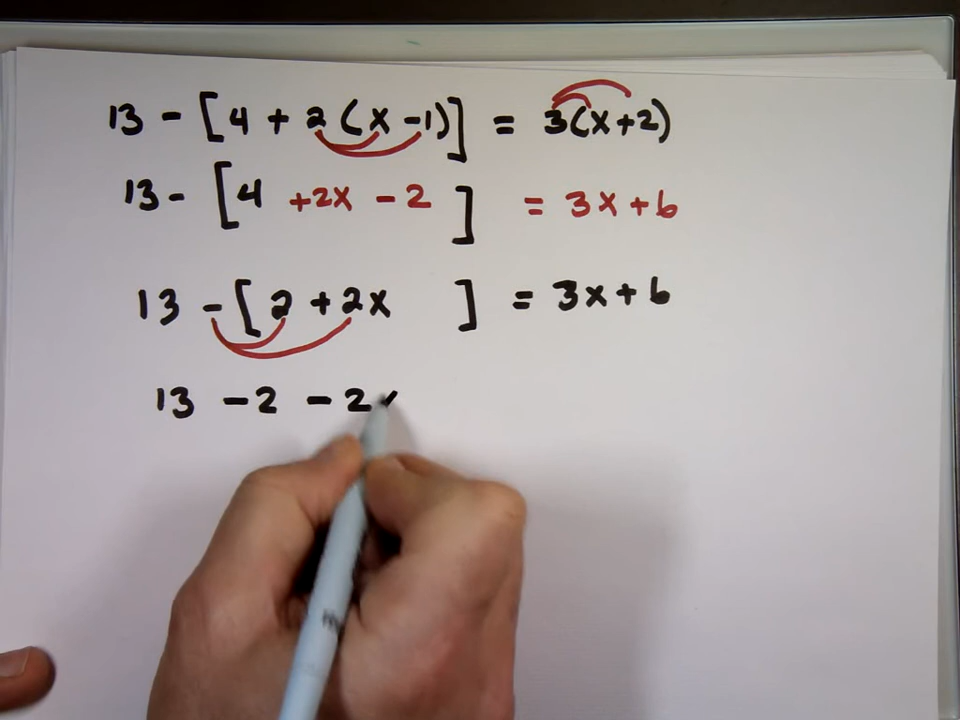 13 - [4 + 2(x - 1)] = 3(x + 2)
13 - [4 + 2x - 2] = 3x + 6
13 - [2 + 2x] = 3x + 6
13 - 2 - 2x